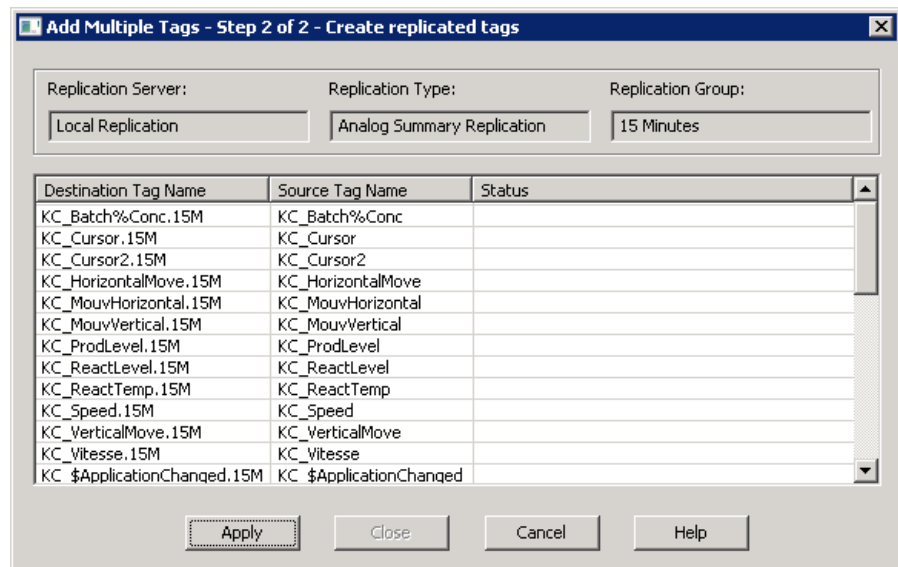 Add Multiple Tags - Step 2 of 2 - Create replicated tags
Replication Server: Replication Type: Replication Group:
Local Replication Analog Summary Replication 15 Minutes
Destination Tag Name Source Tag Name Status
KC_Batch%Conc.15M KC_Batch%Conc
KC_Cursor.15M KC_Cursor
KC_Cursor2.15M KC_Cursor2
KC_HorizontalMove.15M KC_HorizontalMove
KC_MouvHorizontal.15M KC_MouvHorizontal
KC_MouvVertical.15M KC_MouvVertical
KC_ProdLevel.15M KC_ProdLevel
KC_ReactLevel.15M KC_ReactLevel
KC_ReactTemp.15M KC_ReactTemp
KC_Speed.15M KC_Speed
KC_VerticalMove.15M KC_VerticalMove
KC_Vitesse.15M KC_Vitesse
KC_$ApplicationChanged.15M KC_$ApplicationChanged
Apply Close Cancel Help